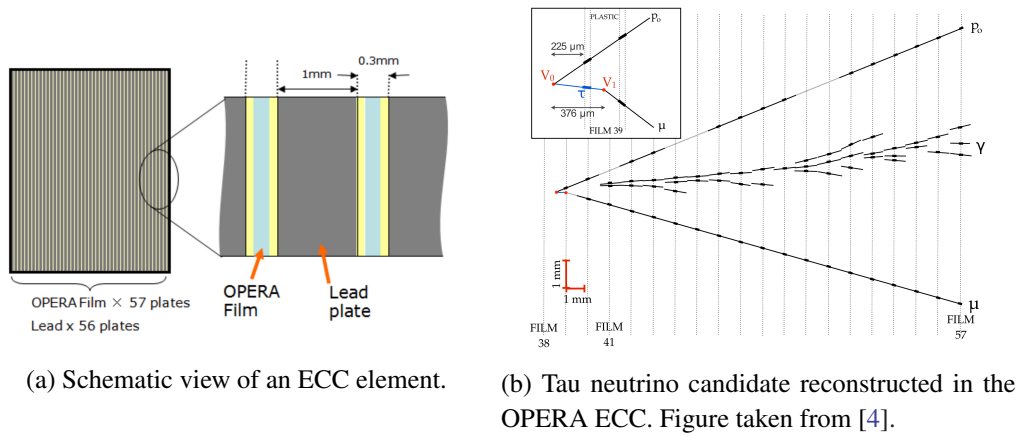 1mm
0.3mm
OPERA
Film
Lead
plate
OPERA Film × 57 plates
Lead x 56 plates
(a) Schematic view of an ECC element.
PLASTIC
p₀
225 μm
V₀
V₁
τ
376
μm
FILM 39
μ
p₀
γ
μ
1 mm
1 mm
FILM
38
FILM
41
FILM
57
(b) Tau neutrino candidate reconstructed in the
OPERA ECC. Figure taken from [4].